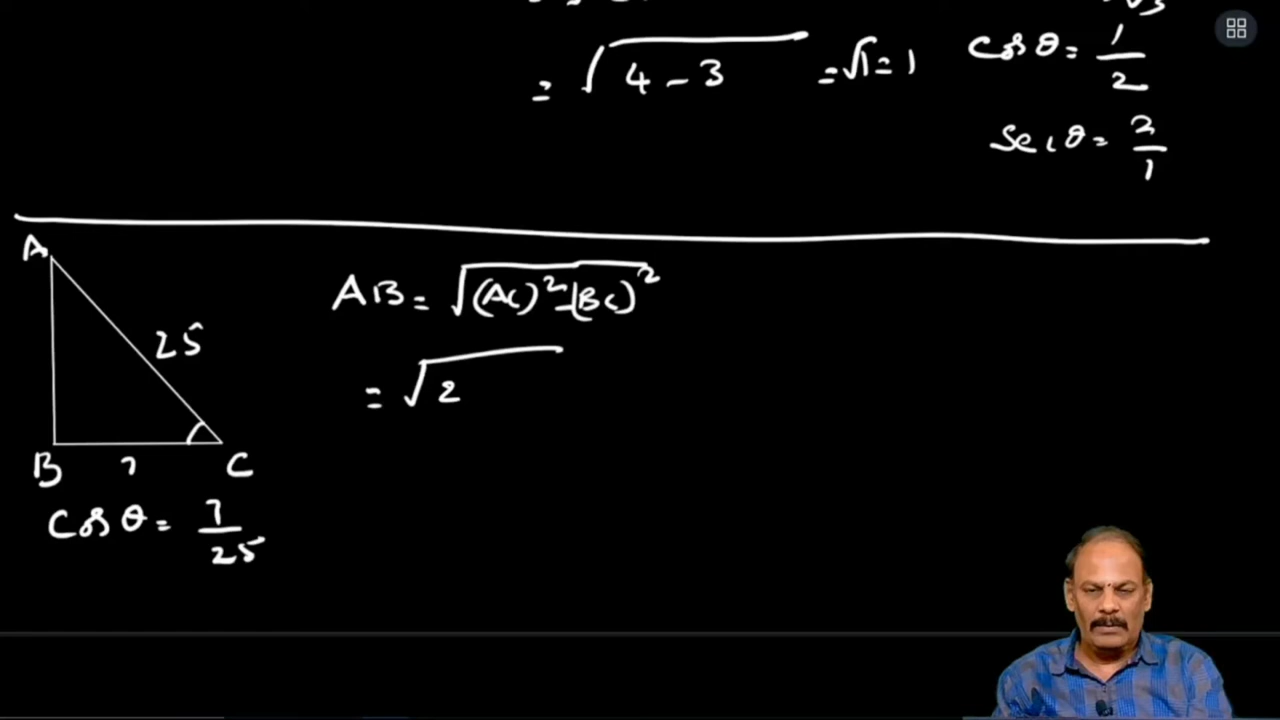 = √4 - 3 = √1 = 1
cos θ = 1/2
Sec θ = 2/1
A
25
B 7 C
cos θ = 7/25
AB = √(AC)² - (BC)²
= √2